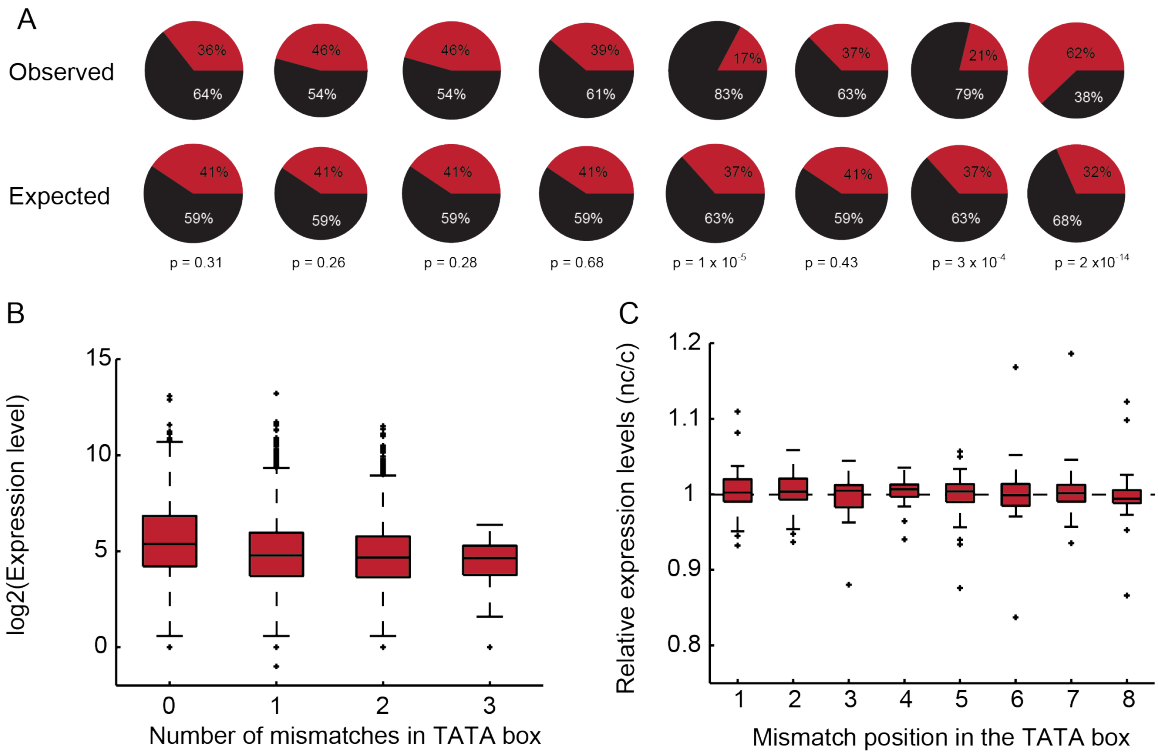 A
Observed
36% 46% 46% 39% 17% 37% 21% 62%
64% 54% 54% 61% 83% 63% 79% 38%
Expected
41% 41% 41% 41% 37% 41% 37% 32%
59% 59% 59% 59% 63% 59% 63% 68%
p = 0.31 p = 0.26 p = 0.28 p = 0.68 p = 1 x 10⁻⁵ p = 0.43 p = 3 x 10⁻⁴ p = 2 x10⁻¹⁴
B
log2(Expression level)
15
10
5
0
0 1 2 3
Number of mismatches in TATA box
C
Relative expression levels (nc/c)
1.2
1.1
1
0.9
0.8
1 2 3 4 5 6 7 8
Mismatch position in the TATA box